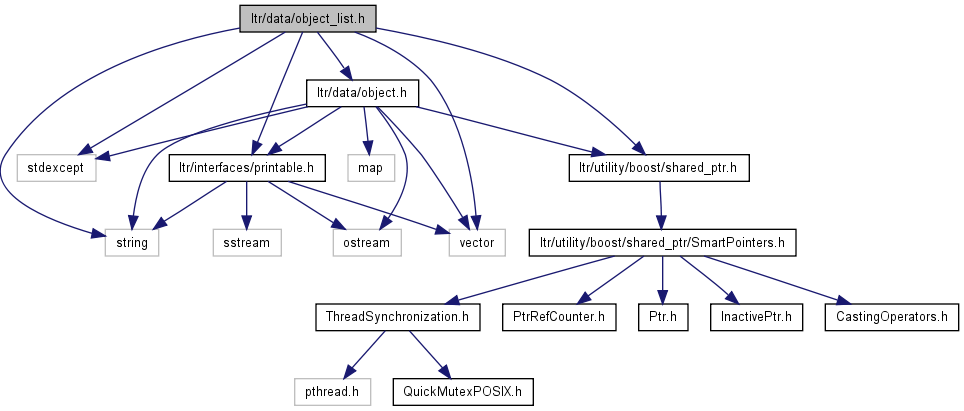 ltr/data/object_list.h
ltr/data/object.h
stdexcept
ltr/interfaces/printable.h
map
ltr/utility/boost/shared_ptr.h
string
sstream
ostream
vector
ltr/utility/boost/shared_ptr/SmartPointers.h
ThreadSynchronization.h
PtrRefCounter.h
Ptr.h
InactivePtr.h
CastingOperators.h
pthread.h
QuickMutexPOSIX.h